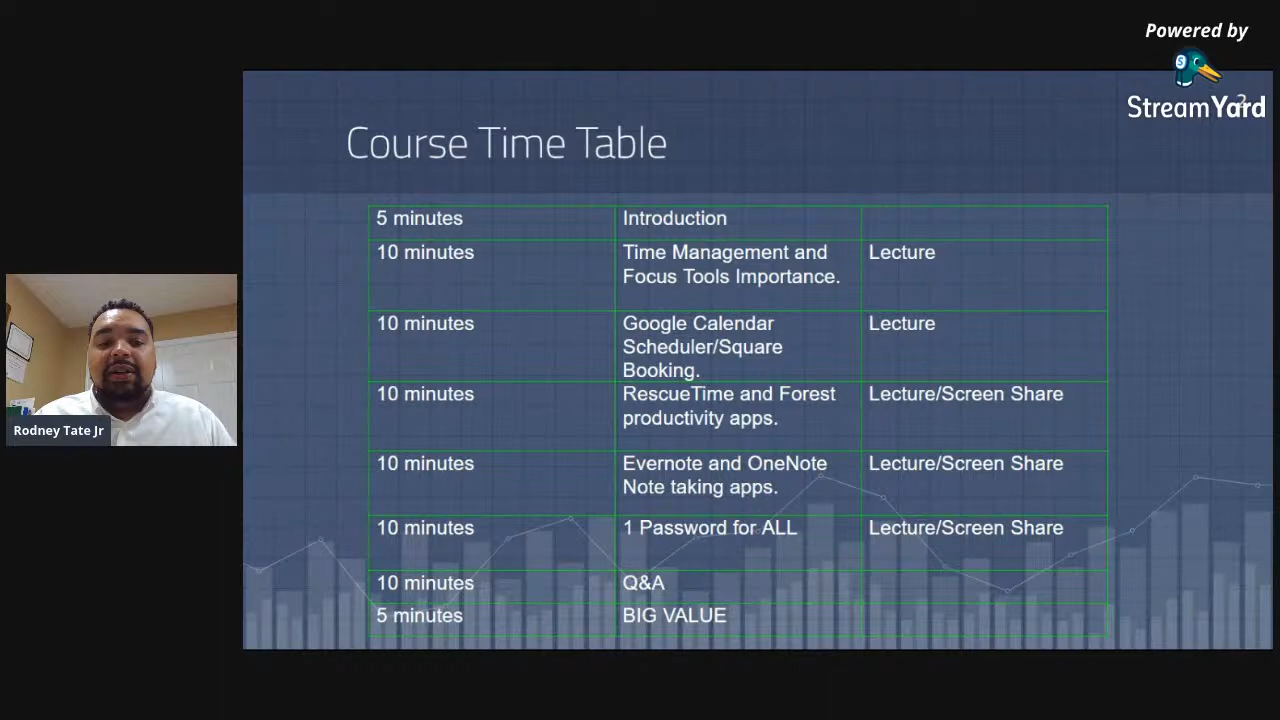 Powered by
StreamYard
2
Course Time Table
5 minutes
Introduction
10 minutes
Time Management and
Focus Tools Importance.
Lecture
10 minutes
Google Calendar
Scheduler/Square
Booking.
Lecture
10 minutes
RescueTime and Forest
productivity apps.
Lecture/Screen Share
10 minutes
Evernote and OneNote
Note taking apps.
Lecture/Screen Share
10 minutes
1 Password for ALL
Lecture/Screen Share
10 minutes
Q&A
5 minutes
BIG VALUE
Rodney Tate Jr